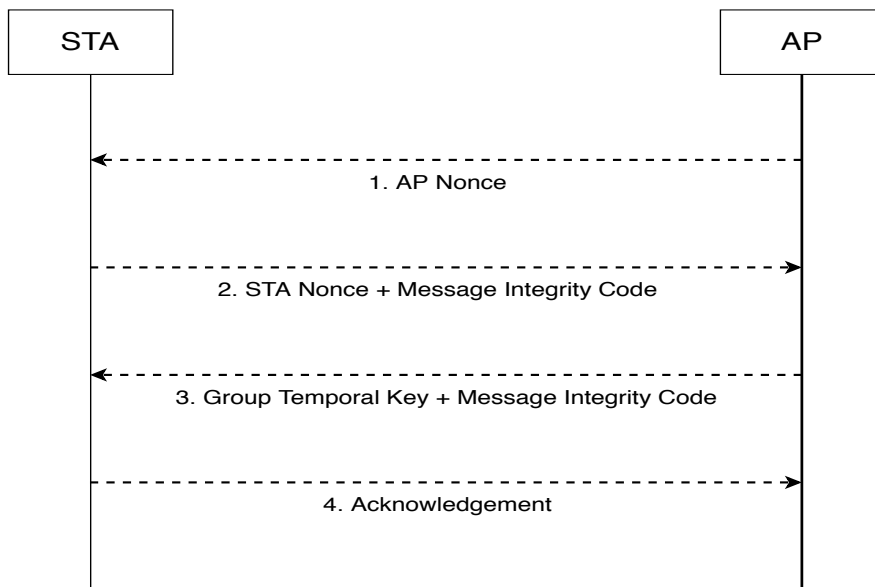 STA
AP
1. AP Nonce
2. STA Nonce + Message Integrity Code
3. Group Temporal Key + Message Integrity Code
4. Acknowledgement